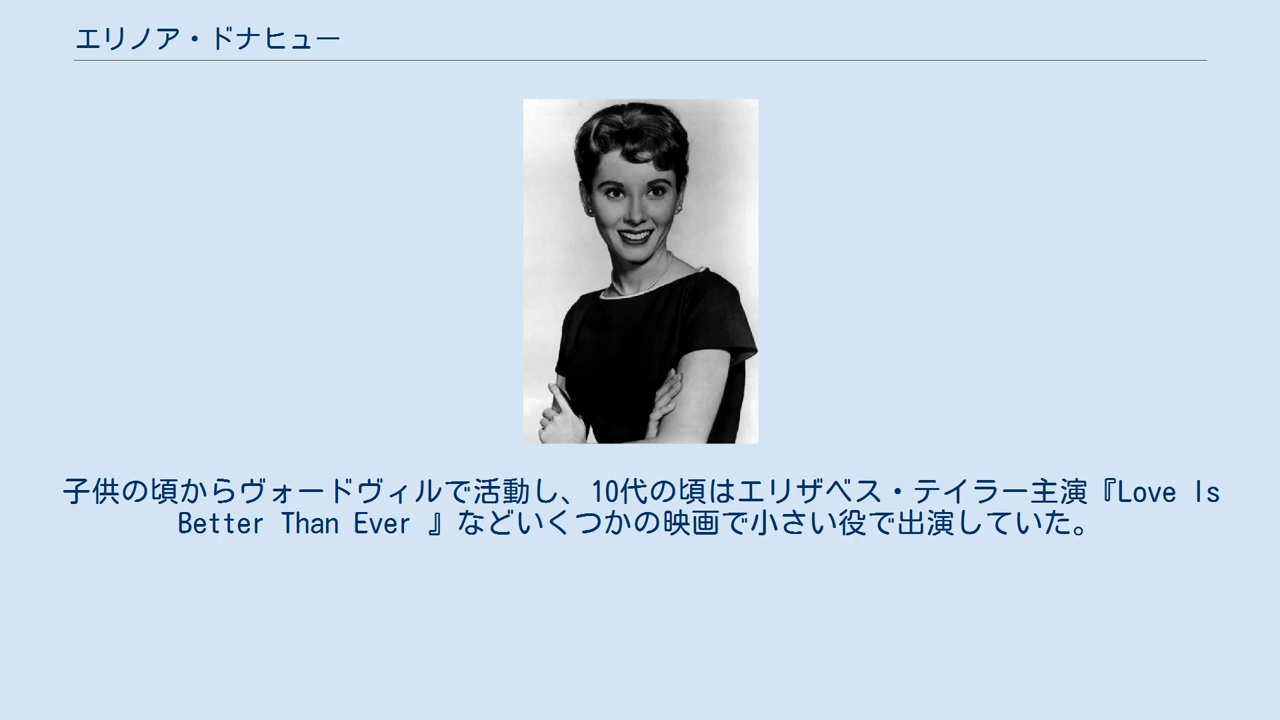 エリノア・ドナヒュー
子供の頃からヴォードヴィルで活動し、10代の頃はエリザベス・テイラー主演『Love Is
Better Than Ever 』などいくつかの映画で小さい役で出演していた。